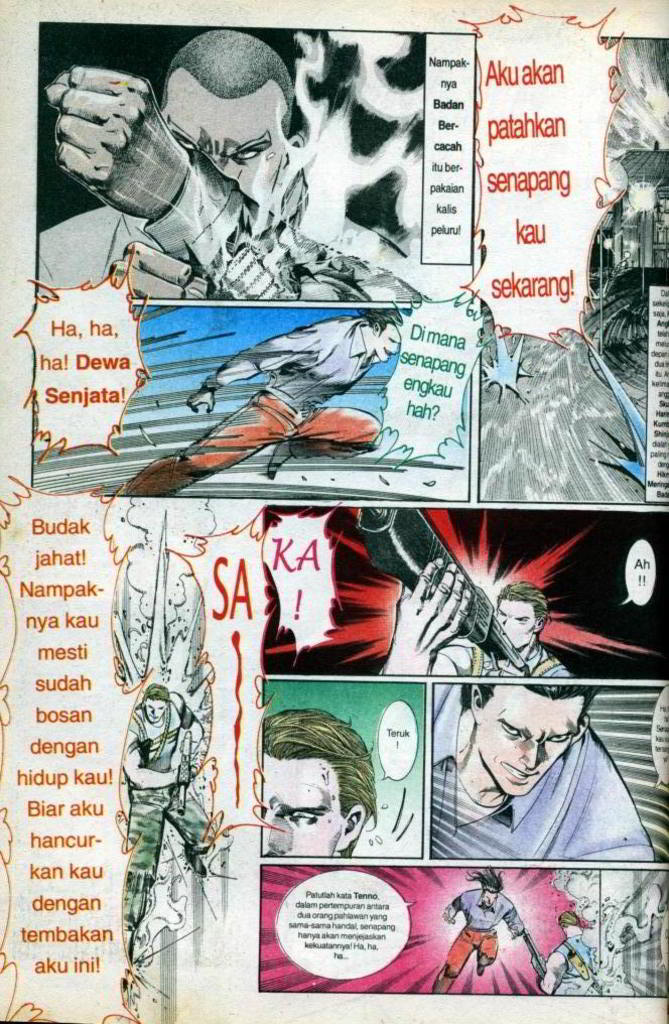 Nampak-
nya
Badan
Ber-
cacah
itu ber-
pakaian
kalis
peluru!
Aku akan
patahkan
senapang
kau
sekarang!
Ha, ha,
ha! Dewa
Senjata!
Di mana
senapang
engkau
hah?
Budak
jahat!
Nampak-
nya kau
mesti
sudah
bosan
dengan
hidup kau!
Biar aku
hancur-
kan kau
dengan
tembakan
aku ini!
SA
KA
!
Ah
!!
Teruk
!
Patutlah kata Tenno,
dalam pertempuran antara
dua orang pahlawan yang
sama-sama handal, senapang
hanya akan menjejaskan
kekuatannya! Ha, ha,
ha...